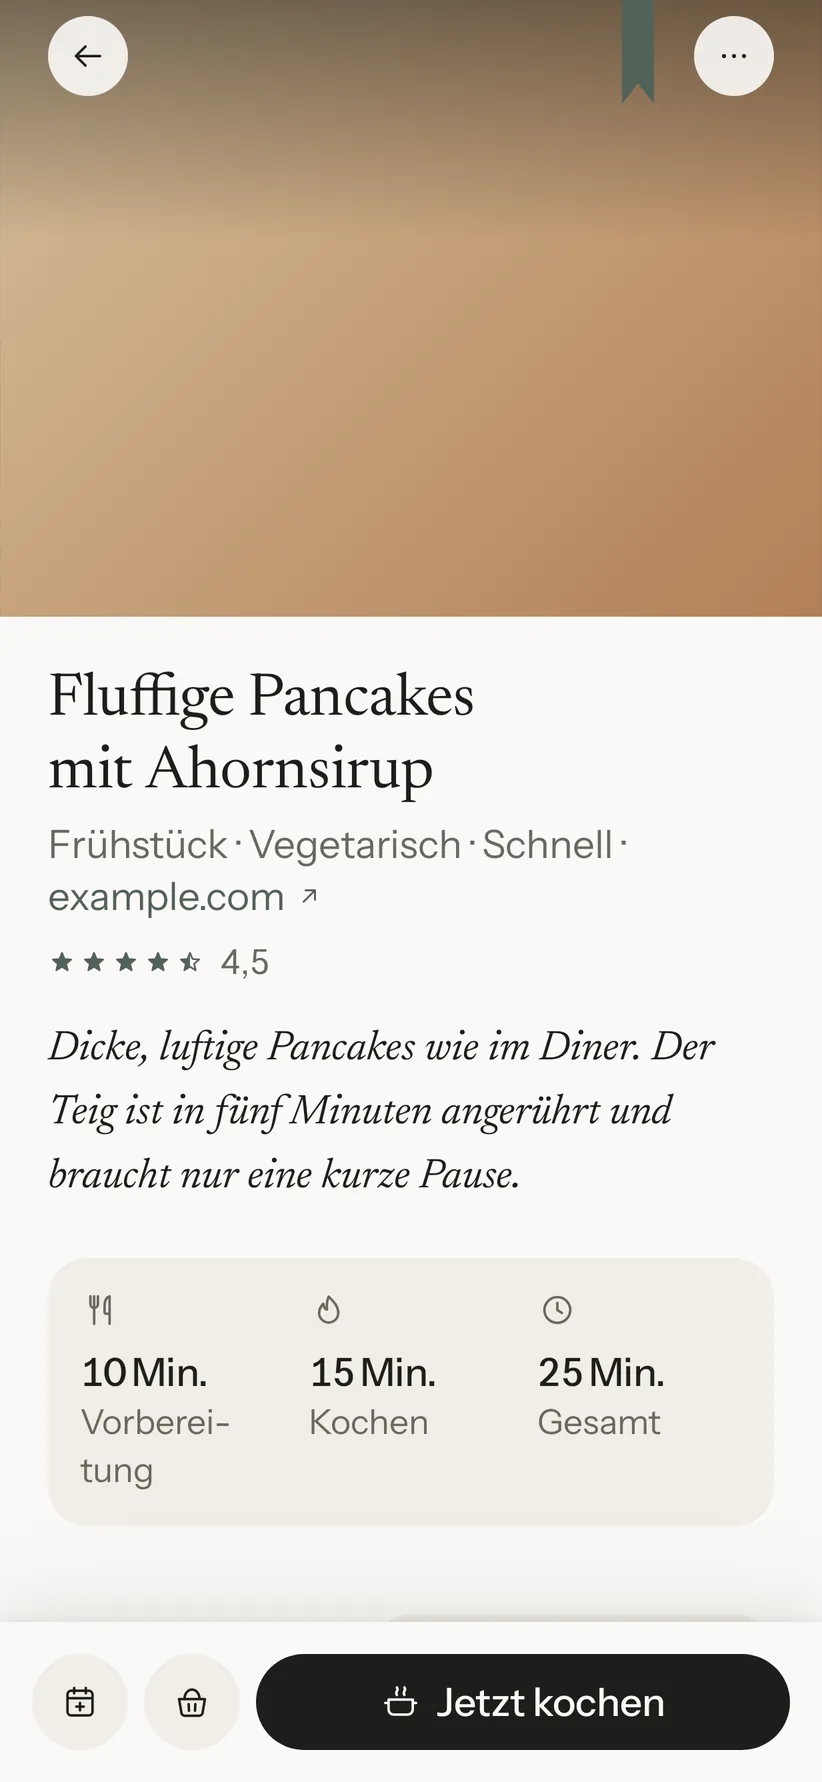 Fluffige Pancakes
mit Ahornsirup
Frühstück · Vegetarisch · Schnell ·
example.com ↗
4,5
Dicke, luftige Pancakes wie im Diner. Der
Teig ist in fünf Minuten angerührt und
braucht nur eine kurze Pause.
10 Min.
Vorberei-
tung
15 Min.
Kochen
25 Min.
Gesamt
Jetzt kochen